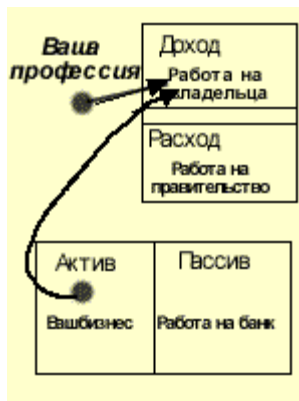 Ваша
профессия
Доход
Работа на
владельца
Расход
Работа на
правительство
Актив
Вашбизнес
Пассив
Работа на банк